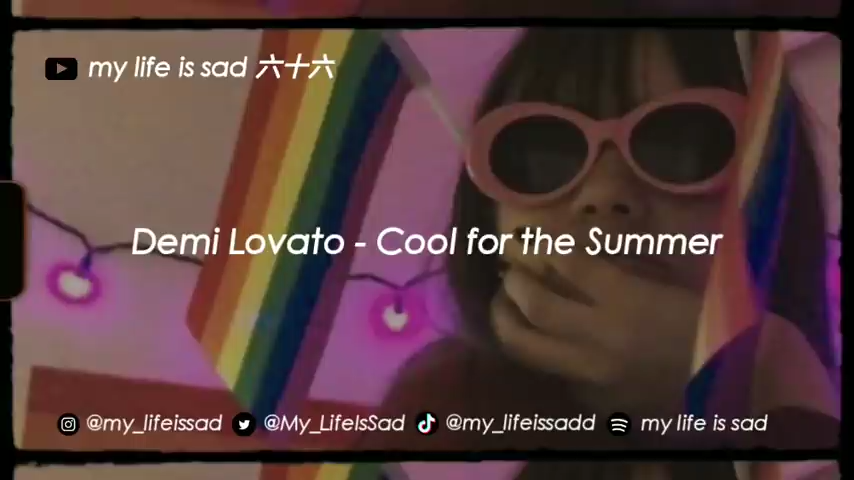 my life is sad 六十六
Demi Lovato - Cool for the Summer
@my_lifeissad @My_LifeIsSad @my_lifeissadd my life is sad